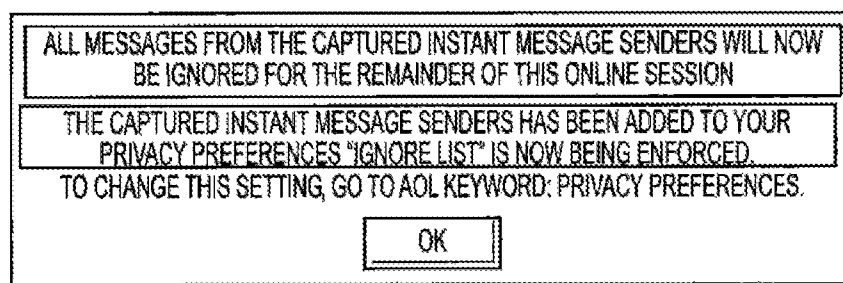 ALL MESSAGES FROM THE CAPTURED INSTANT MESSAGE SENDERS WILL NOW
BE IGNORED FOR THE REMAINDER OF THIS ONLINE SESSION
THE CAPTURED INSTANT MESSAGE SENDERS HAS BEEN ADDED TO YOUR
PRIVACY PREFERENCES "IGNORE LIST" IS NOW BEING ENFORCED.
TO CHANGE THIS SETTING, GO TO AOL KEYWORD: PRIVACY PREFERENCES.
OK